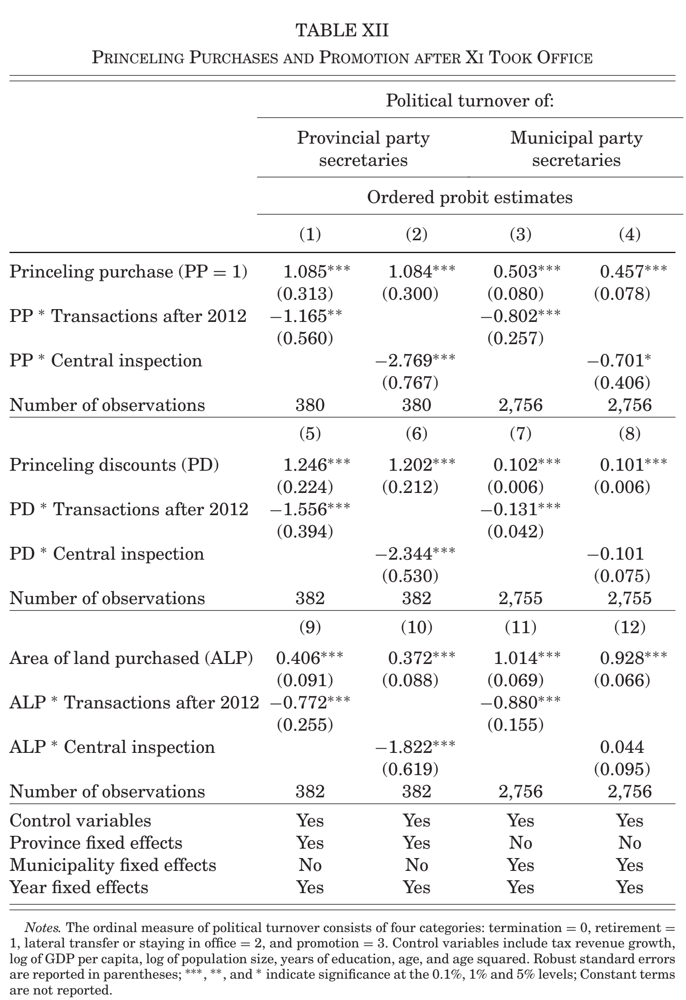 TABLE XII
PRINCELING PURCHASES AND PROMOTION AFTER XI TOOK OFFICE
Political turnover of:
Provincial party secretaries Municipal party secretaries
Ordered probit estimates
(1) (2) (3) (4)
Princeling purchase (PP = 1) 1.085*** 1.084*** 0.503*** 0.457***
(0.313) (0.300) (0.080) (0.078)
PP * Transactions after 2012 −1.165** −0.802***
(0.560) (0.257)
PP * Central inspection −2.769*** −0.701*
(0.767) (0.406)
Number of observations 380 380 2,756 2,756
(5) (6) (7) (8)
Princeling discounts (PD) 1.246*** 1.202*** 0.102*** 0.101***
(0.224) (0.212) (0.006) (0.006)
PD * Transactions after 2012 −1.556*** −0.131***
(0.394) (0.042)
PD * Central inspection −2.344*** −0.101
(0.530) (0.075)
Number of observations 382 382 2,755 2,755
(9) (10) (11) (12)
Area of land purchased (ALP) 0.406*** 0.372*** 1.014*** 0.928***
(0.091) (0.088) (0.069) (0.066)
ALP * Transactions after 2012 −0.772*** −0.880***
(0.255) (0.155)
ALP * Central inspection −1.822*** 0.044
(0.619) (0.095)
Number of observations 382 382 2,756 2,756
Control variables Yes Yes Yes Yes
Province fixed effects Yes Yes No No
Municipality fixed effects No No Yes Yes
Year fixed effects Yes Yes Yes Yes
Notes. The ordinal measure of political turnover consists of four categories: termination = 0, retirement =
1, lateral transfer or staying in office = 2, and promotion = 3. Control variables include tax revenue growth,
log of GDP per capita, log of population size, years of education, age, and age squared. Robust standard errors
are reported in parentheses; ***, **, and * indicate significance at the 0.1%, 1% and 5% levels; Constant terms
are not reported.